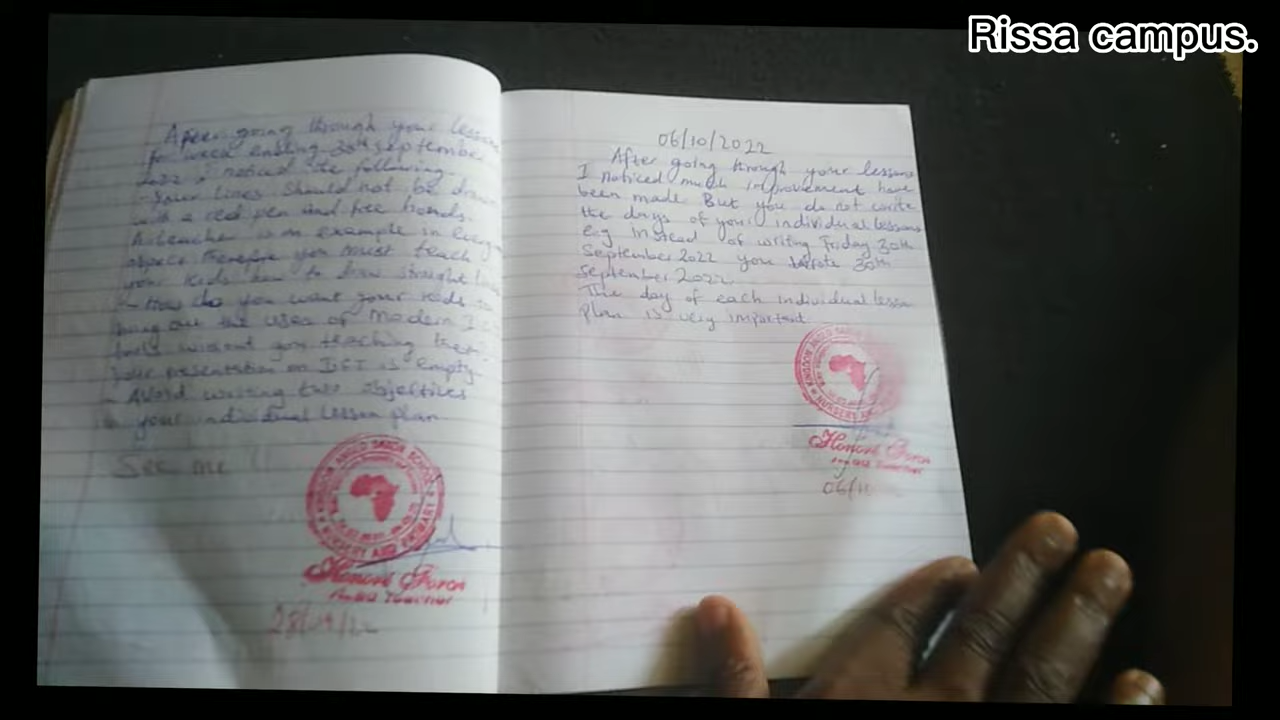 Rissa campus.
After going through your lesson
for week ending 30th september
2022 I noticed the following.
- Your lines should not be drawn
with a red pen and free hands.
A teacher is an example in every
aspect therefore you must teach
your kids how to draw straight
- How do you want your kids to
bring out the uses of modern
tools without you teaching them
your presentation on is empty
- Avoid writing two objectives
your individual lesson plan
See me
NURSERY AND PRIMARY
06/10/2022
After going through your lessons
I noticed much improvement have
been made. But you do not write
the days of your individual lessons
e.g instead of writing Friday 30th
September 2022 you wrote 30th
September 2022.
The day of each individual lesson
plan is very important
06/10